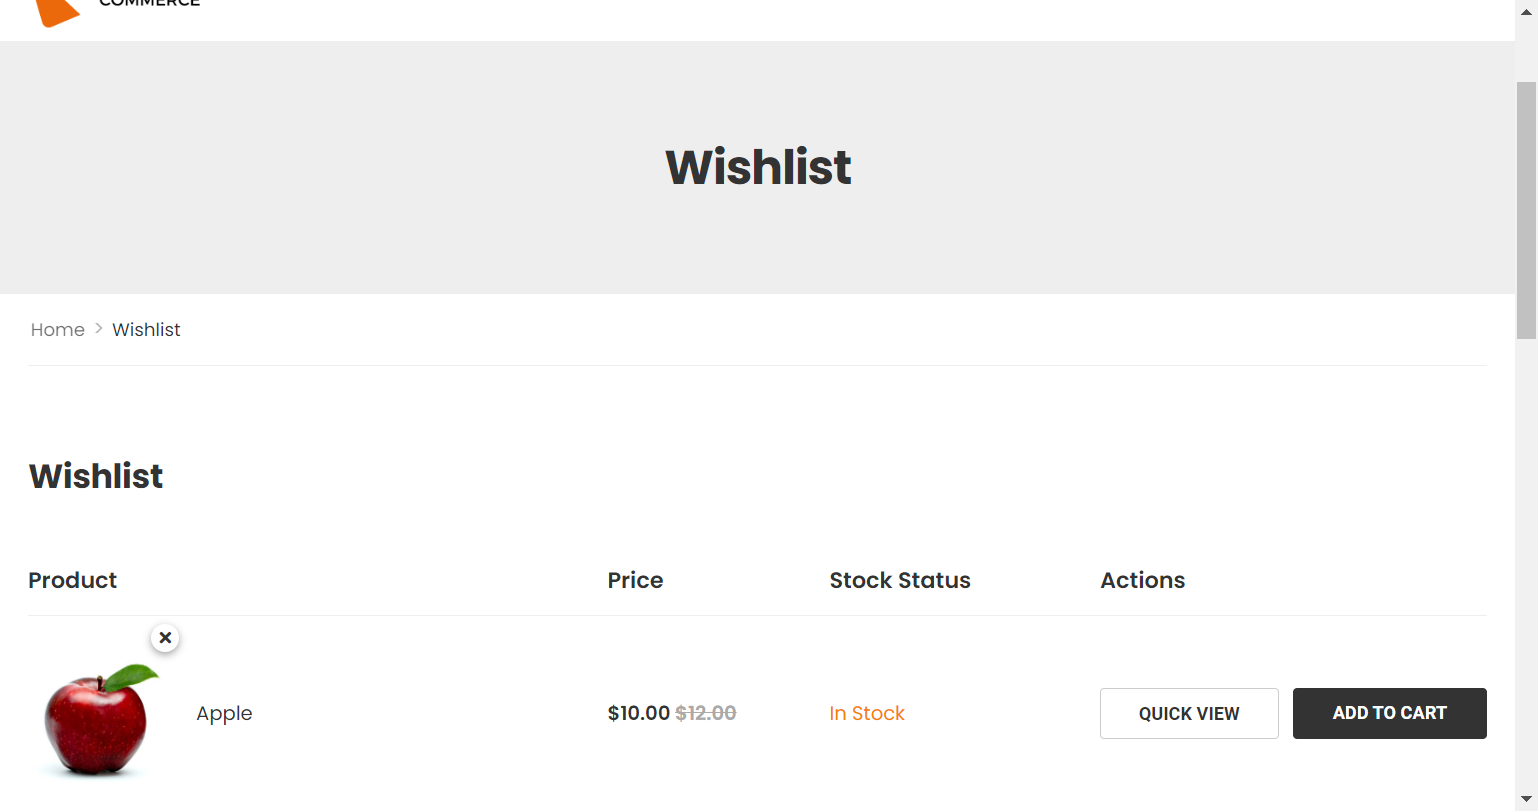 COMMERCE
Wishlist
Home > Wishlist
Wishlist
Product Price Stock Status Actions
Apple $10.00 $12.00 In Stock QUICK VIEW ADD TO CART